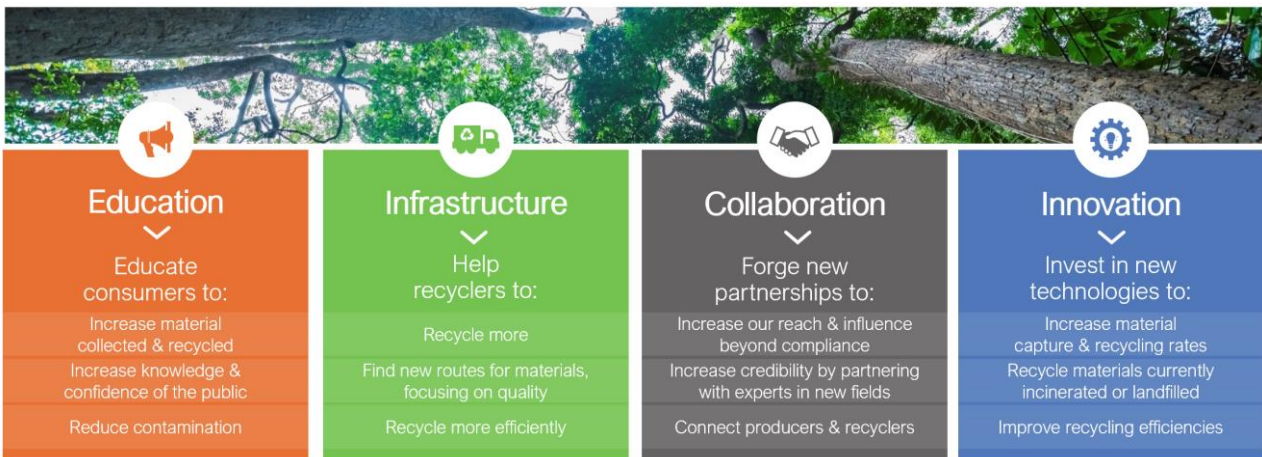 Education
Educate
consumers to:
Increase material
collected & recycled
Increase knowledge &
confidence of the public
Reduce contamination
Infrastructure
Help
recyclers to:
Recycle more
Find new routes for materials,
focusing on quality
Recycle more efficiently
Collaboration
Forge new
partnerships to:
Increase our reach & influence
beyond compliance
Increase credibility by partnering
with experts in new fields
Connect producers & recyclers
Innovation
Invest in new
technologies to:
Increase material
capture & recycling rates
Recycle materials currently
incinerated or landfilled
Improve recycling efficiencies